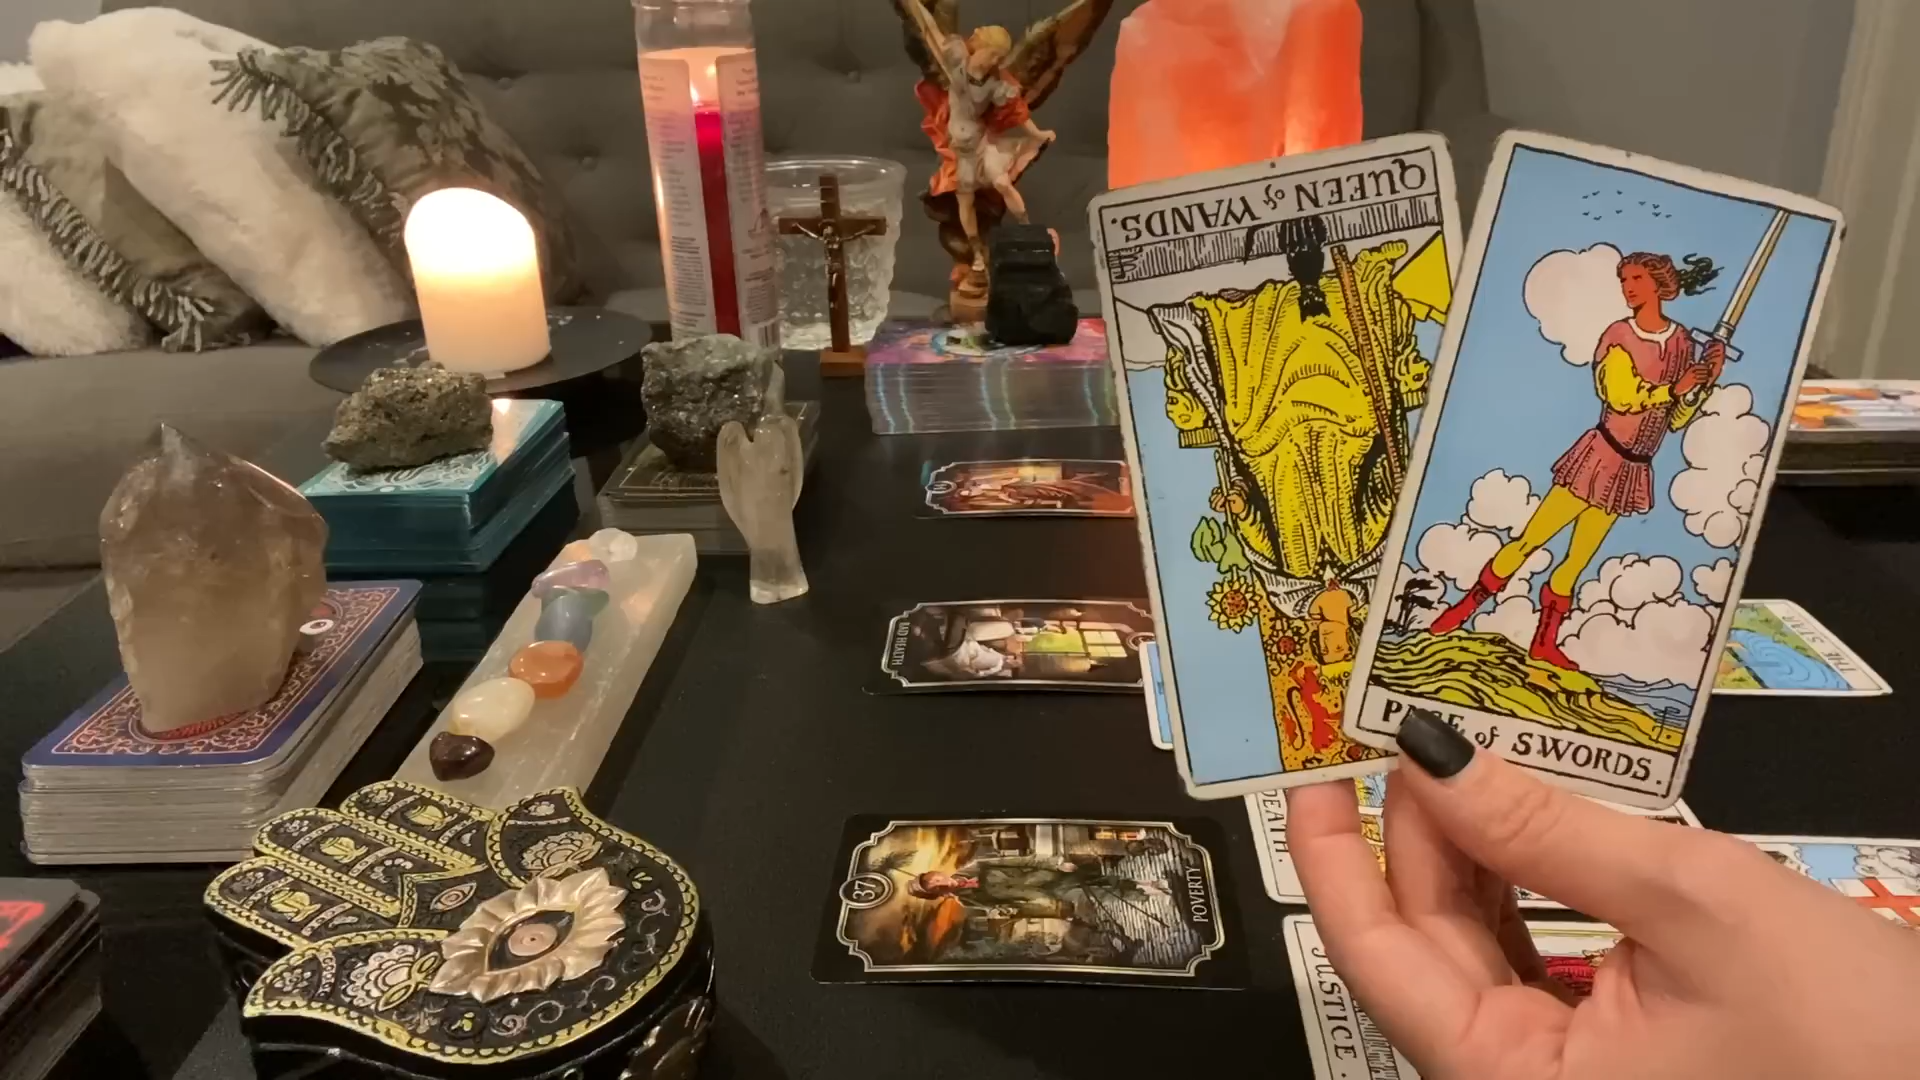 QUEEN of WANDS.
PAGE of SWORDS.
BAD HEALTH
THE STAR
37
POVERTY
DEATH.
JUSTICE.